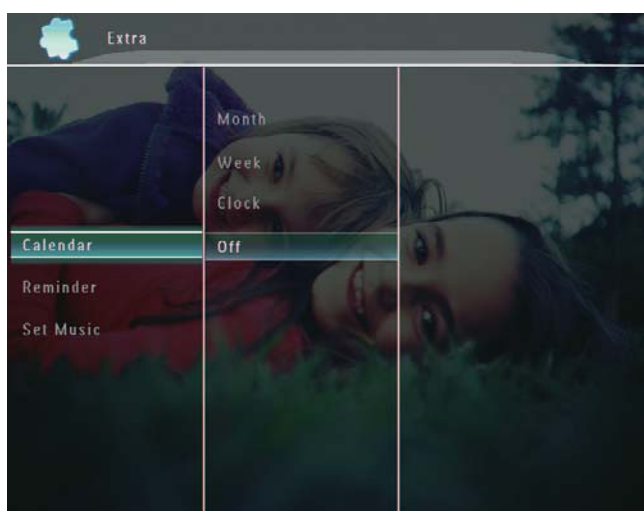 Extra
Calendar
Reminder
Set Music
Month
Week
Clock
Off